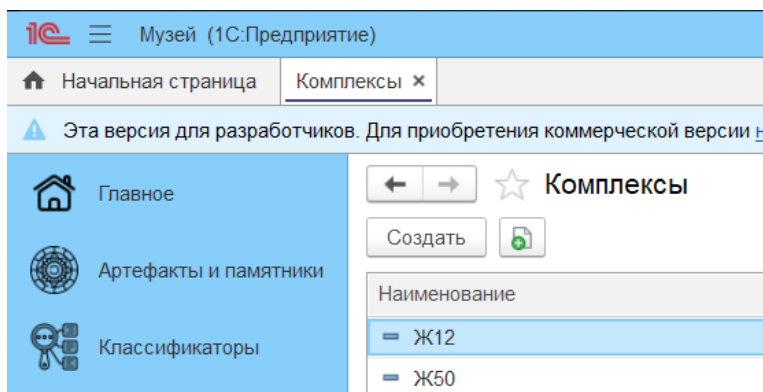 1С Музей (1С:Предприятие)
Начальная страница Комплексы ×
Эта версия для разработчиков. Для приобретения коммерческой версии н
Главное
Артефакты и памятники
Классификаторы
Комплексы
Создать
Наименование
Ж12
Ж50